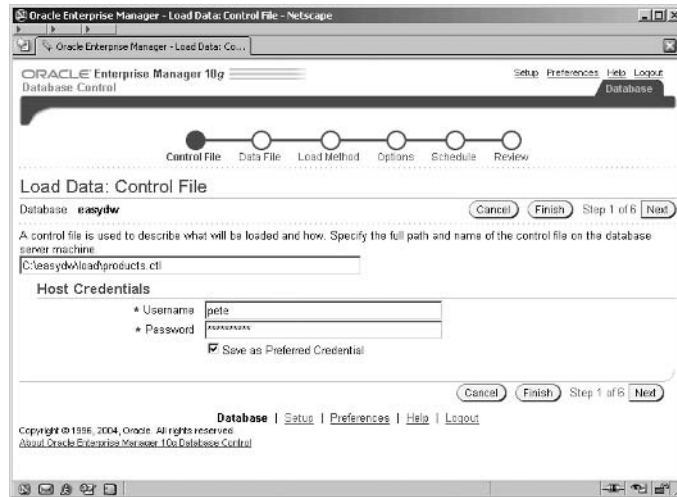 Oracle Enterprise Manager - Load Data: Control File - Netscape
Oracle Enterprise Manager - Load Data: Co...
ORACLE Enterprise Manager 10g
Database Control
Setup Preferences Help Logout
Database
Control File Data File Load Method Options Schedule Review
Load Data: Control File
Database easydw
Cancel Finish Step 1 of 6 Next
A control file is used to describe what will be loaded and how. Specify the full path and name of the control file on the database
server machine
C:\easydw\load\products.ctl
Host Credentials
* Username pete
* Password **********
Save as Preferred Credential
Cancel Finish Step 1 of 6 Next
Database | Setup | Preferences | Help | Logout
Copyright © 1996, 2004, Oracle. All rights reserved.
About Oracle Enterprise Manager 10g Database Control